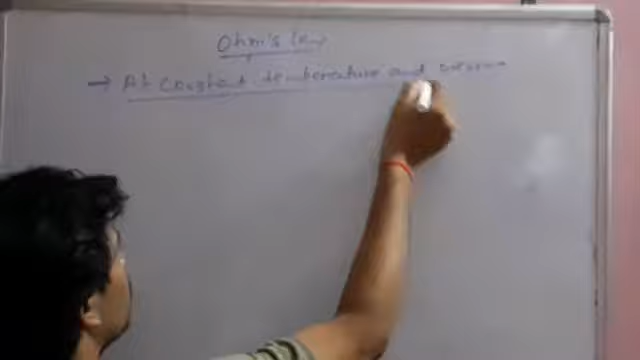 Ohm's law
→ At constant temperature and